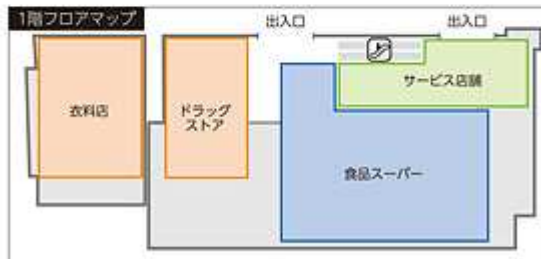 1階フロアマップ
出入口
出入口
衣料店
ドラッグ
ストア
サービス店舗
食品スーパー